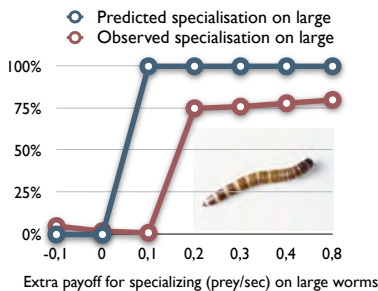 Predicted specialisation on large
Observed specialisation on large
100%
75%
50%
25%
0%
-0,1 0 0,1 0,2 0,3 0,4 0,8
Extra payoff for specializing (prey/sec) on large worms